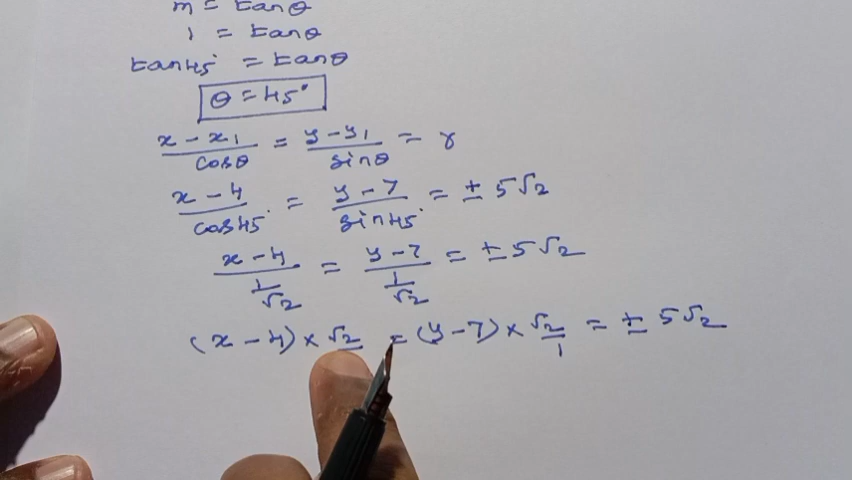 m = tanθ
1 = tanθ
tan45° = tanθ
θ = 45°
x - x₁ / cosθ = y - y₁ / sinθ = r
x - 4 / cos45° = y - 7 / sin45° = ± 5√2
x - 4 / 1/√2 = y - 7 / 1/√2 = ± 5√2
(x - 4) × √2 = (y - 7) × √2/1 = ± 5√2